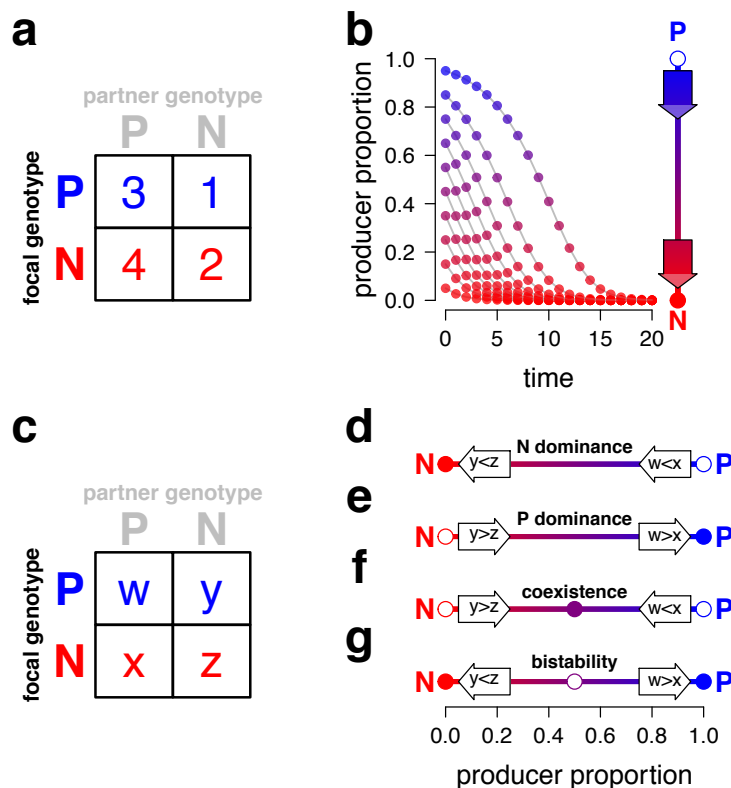 a
partner genotype
P N
focal genotype
P 3 1
N 4 2
b
P
producer proportion
1.0
0.8
0.6
0.4
0.2
0.0
N
0 5 10 15 20
time
c
partner genotype
P N
focal genotype
P w y
N x z
d
N dominance
N y<z w<x P
e
P dominance
N y>z w>x P
f
coexistence
N y>z w<x P
g
bistability
N y<z w>x P
0.0 0.2 0.4 0.6 0.8 1.0
producer proportion